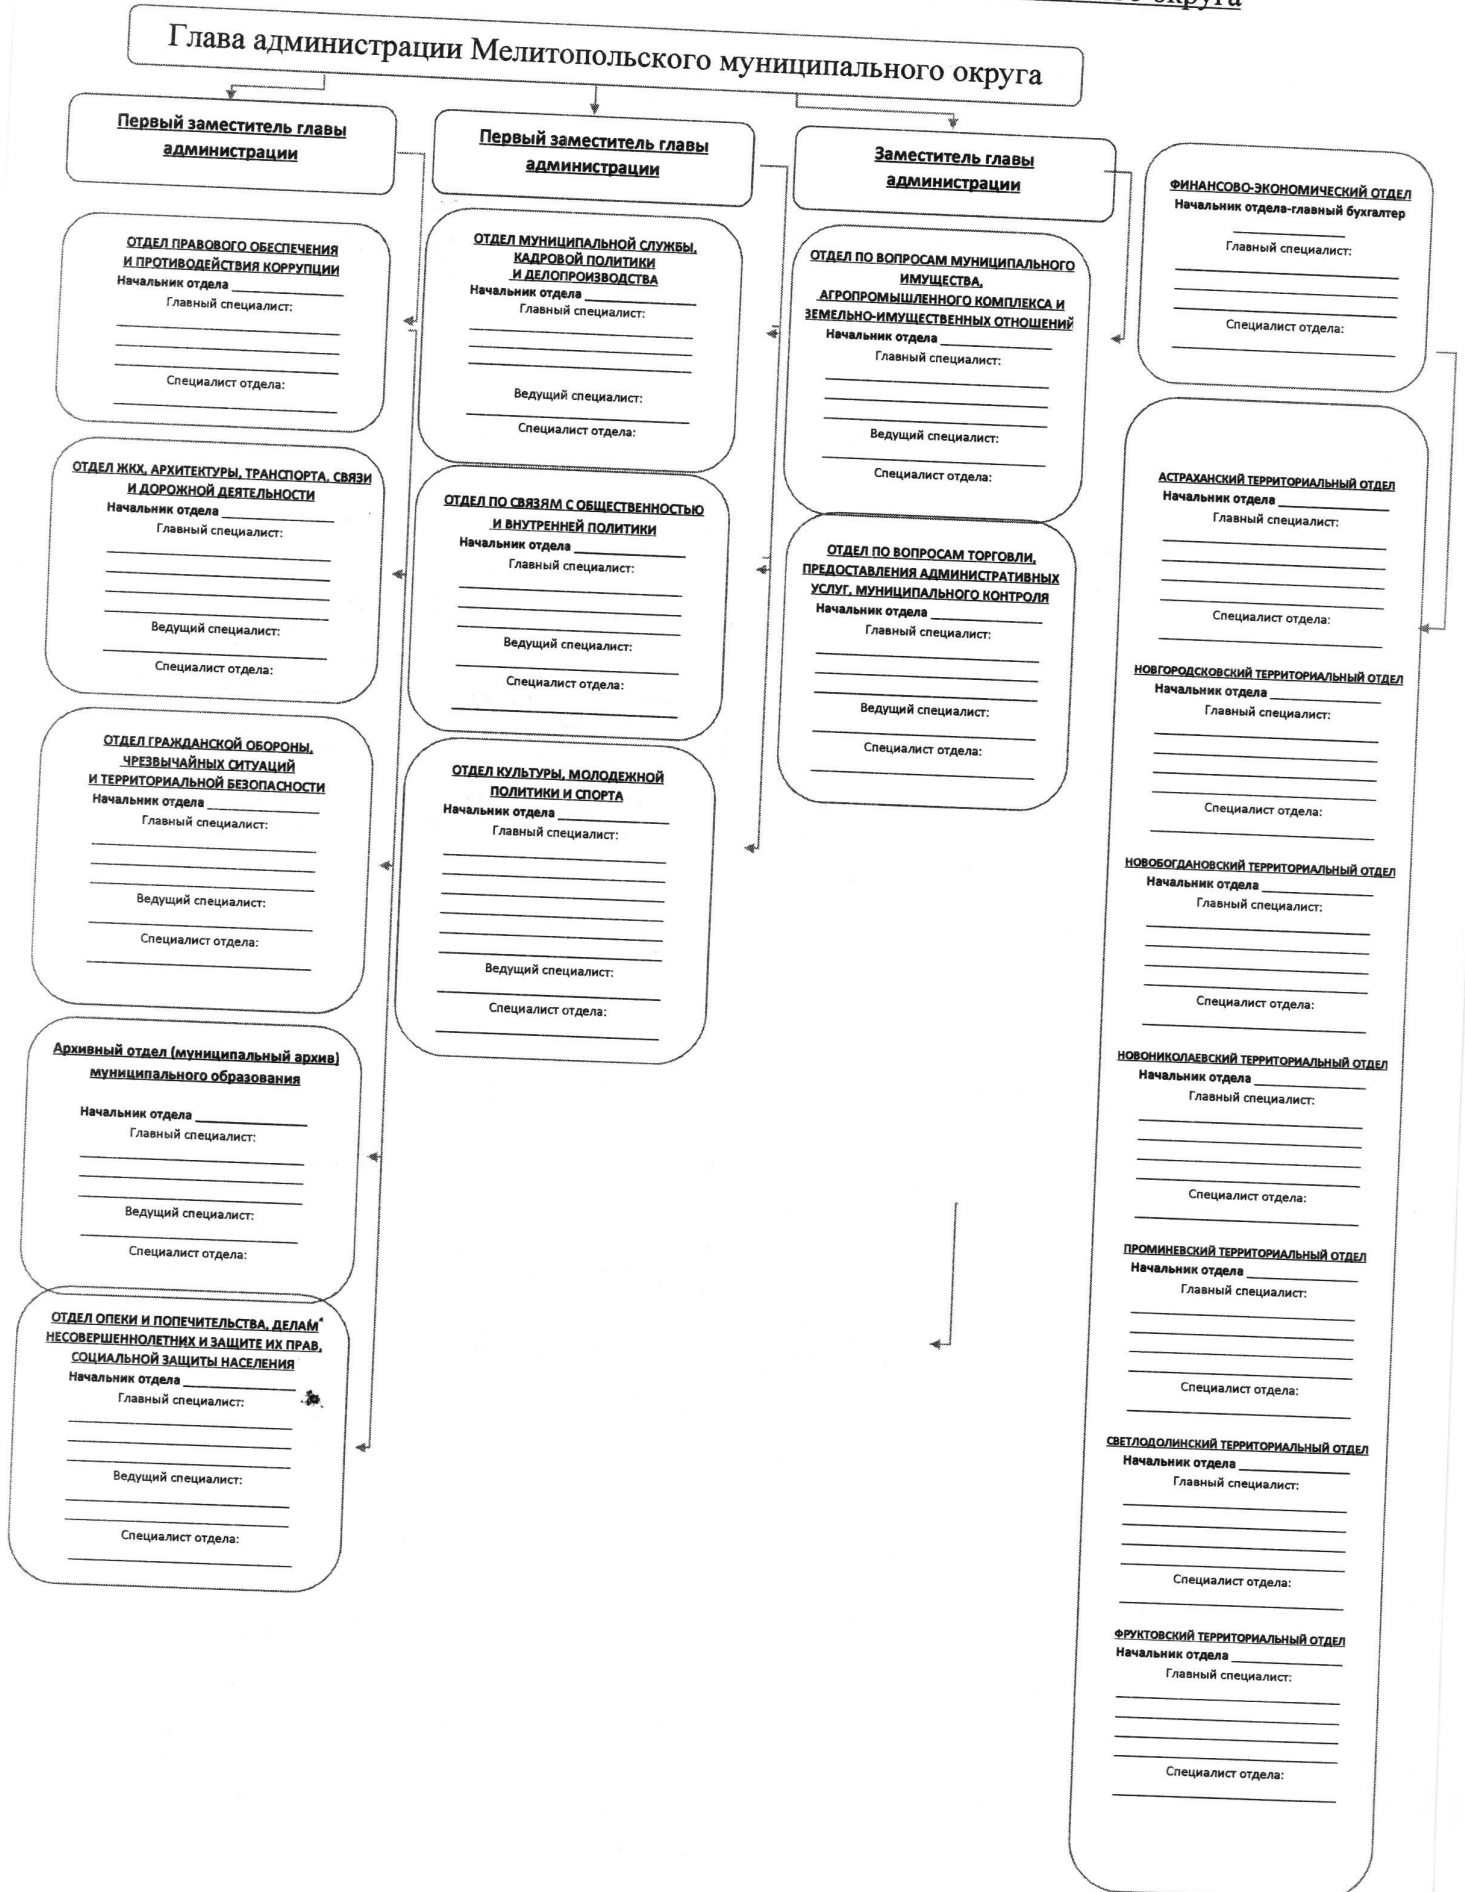 округа
Глава администрации Мелитопольского муниципального округа
Первый заместитель главы
администрации
Первый заместитель главы
администрации
Заместитель главы
администрации
ОТДЕЛ ПРАВОВОГО ОБЕСПЕЧЕНИЯ
И ПРОТИВОДЕЙСТВИЯ КОРРУПЦИИ
Начальник отдела
Главный специалист:
Специалист отдела:
ОТДЕЛ ЖКХ, АРХИТЕКТУРЫ, ТРАНСПОРТА, СВЯЗИ
И ДОРОЖНОЙ ДЕЯТЕЛЬНОСТИ
Начальник отдела
Главный специалист:
Ведущий специалист:
Специалист отдела:
ОТДЕЛ ГРАЖДАНСКОЙ ОБОРОНЫ,
ЧРЕЗВЫЧАЙНЫХ СИТУАЦИЙ
И ТЕРРИТОРИАЛЬНОЙ БЕЗОПАСНОСТИ
Начальник отдела
Главный специалист:
Ведущий специалист:
Специалист отдела:
Архивный отдел (муниципальный архив)
муниципального образования
Начальник отдела
Главный специалист:
Ведущий специалист:
Специалист отдела:
ОТДЕЛ ОПЕКИ И ПОПЕЧИТЕЛЬСТВА, ДЕЛАМ
НЕСОВЕРШЕННОЛЕТНИХ И ЗАЩИТЕ ИХ ПРАВ,
СОЦИАЛЬНОЙ ЗАЩИТЫ НАСЕЛЕНИЯ
Начальник отдела
Главный специалист:
Ведущий специалист:
Специалист отдела:
ОТДЕЛ МУНИЦИПАЛЬНОЙ СЛУЖБЫ,
КАДРОВОЙ ПОЛИТИКИ
И ДЕЛОПРОИЗВОДСТВА
Начальник отдела
Главный специалист:
Ведущий специалист:
Специалист отдела:
ОТДЕЛ ПО СВЯЗЯМ С ОБЩЕСТВЕННОСТЬЮ
И ВНУТРЕННЕЙ ПОЛИТИКИ
Начальник отдела
Главный специалист:
Ведущий специалист:
Специалист отдела:
ОТДЕЛ КУЛЬТУРЫ, МОЛОДЕЖНОЙ
ПОЛИТИКИ И СПОРТА
Начальник отдела
Главный специалист:
Ведущий специалист:
Специалист отдела:
ОТДЕЛ ПО ВОПРОСАМ МУНИЦИПАЛЬНОГО
ИМУЩЕСТВА,
АГРОПРОМЫШЛЕННОГО КОМПЛЕКСА И
ЗЕМЕЛЬНО-ИМУЩЕСТВЕННЫХ ОТНОШЕНИЙ
Начальник отдела
Главный специалист:
Ведущий специалист:
Специалист отдела:
ОТДЕЛ ПО ВОПРОСАМ ТОРГОВЛИ,
ПРЕДОСТАВЛЕНИЯ АДМИНИСТРАТИВНЫХ
УСЛУГ, МУНИЦИПАЛЬНОГО КОНТРОЛЯ
Начальник отдела
Главный специалист:
Ведущий специалист:
Специалист отдела:
ФИНАНСОВО-ЭКОНОМИЧЕСКИЙ ОТДЕЛ
Начальник отдела-главный бухгалтер
Главный специалист:
Специалист отдела:
АСТРАХАНСКИЙ ТЕРРИТОРИАЛЬНЫЙ ОТДЕЛ
Начальник отдела
Главный специалист:
Специалист отдела:
НОВГОРОДСКОВСКИЙ ТЕРРИТОРИАЛЬНЫЙ ОТДЕЛ
Начальник отдела
Главный специалист:
Специалист отдела:
НОВОБОГДАНОВСКИЙ ТЕРРИТОРИАЛЬНЫЙ ОТДЕЛ
Начальник отдела
Главный специалист:
Специалист отдела:
НОВОНИКОЛАЕВСКИЙ ТЕРРИТОРИАЛЬНЫЙ ОТДЕЛ
Начальник отдела
Главный специалист:
Специалист отдела:
ПРОМИНЕВСКИЙ ТЕРРИТОРИАЛЬНЫЙ ОТДЕЛ
Начальник отдела
Главный специалист:
Специалист отдела:
СВЕТЛОДОЛИНСКИЙ ТЕРРИТОРИАЛЬНЫЙ ОТДЕЛ
Начальник отдела
Главный специалист:
Специалист отдела:
ФРУКТОВСКИЙ ТЕРРИТОРИАЛЬНЫЙ ОТДЕЛ
Начальник отдела
Главный специалист:
Специалист отдела: